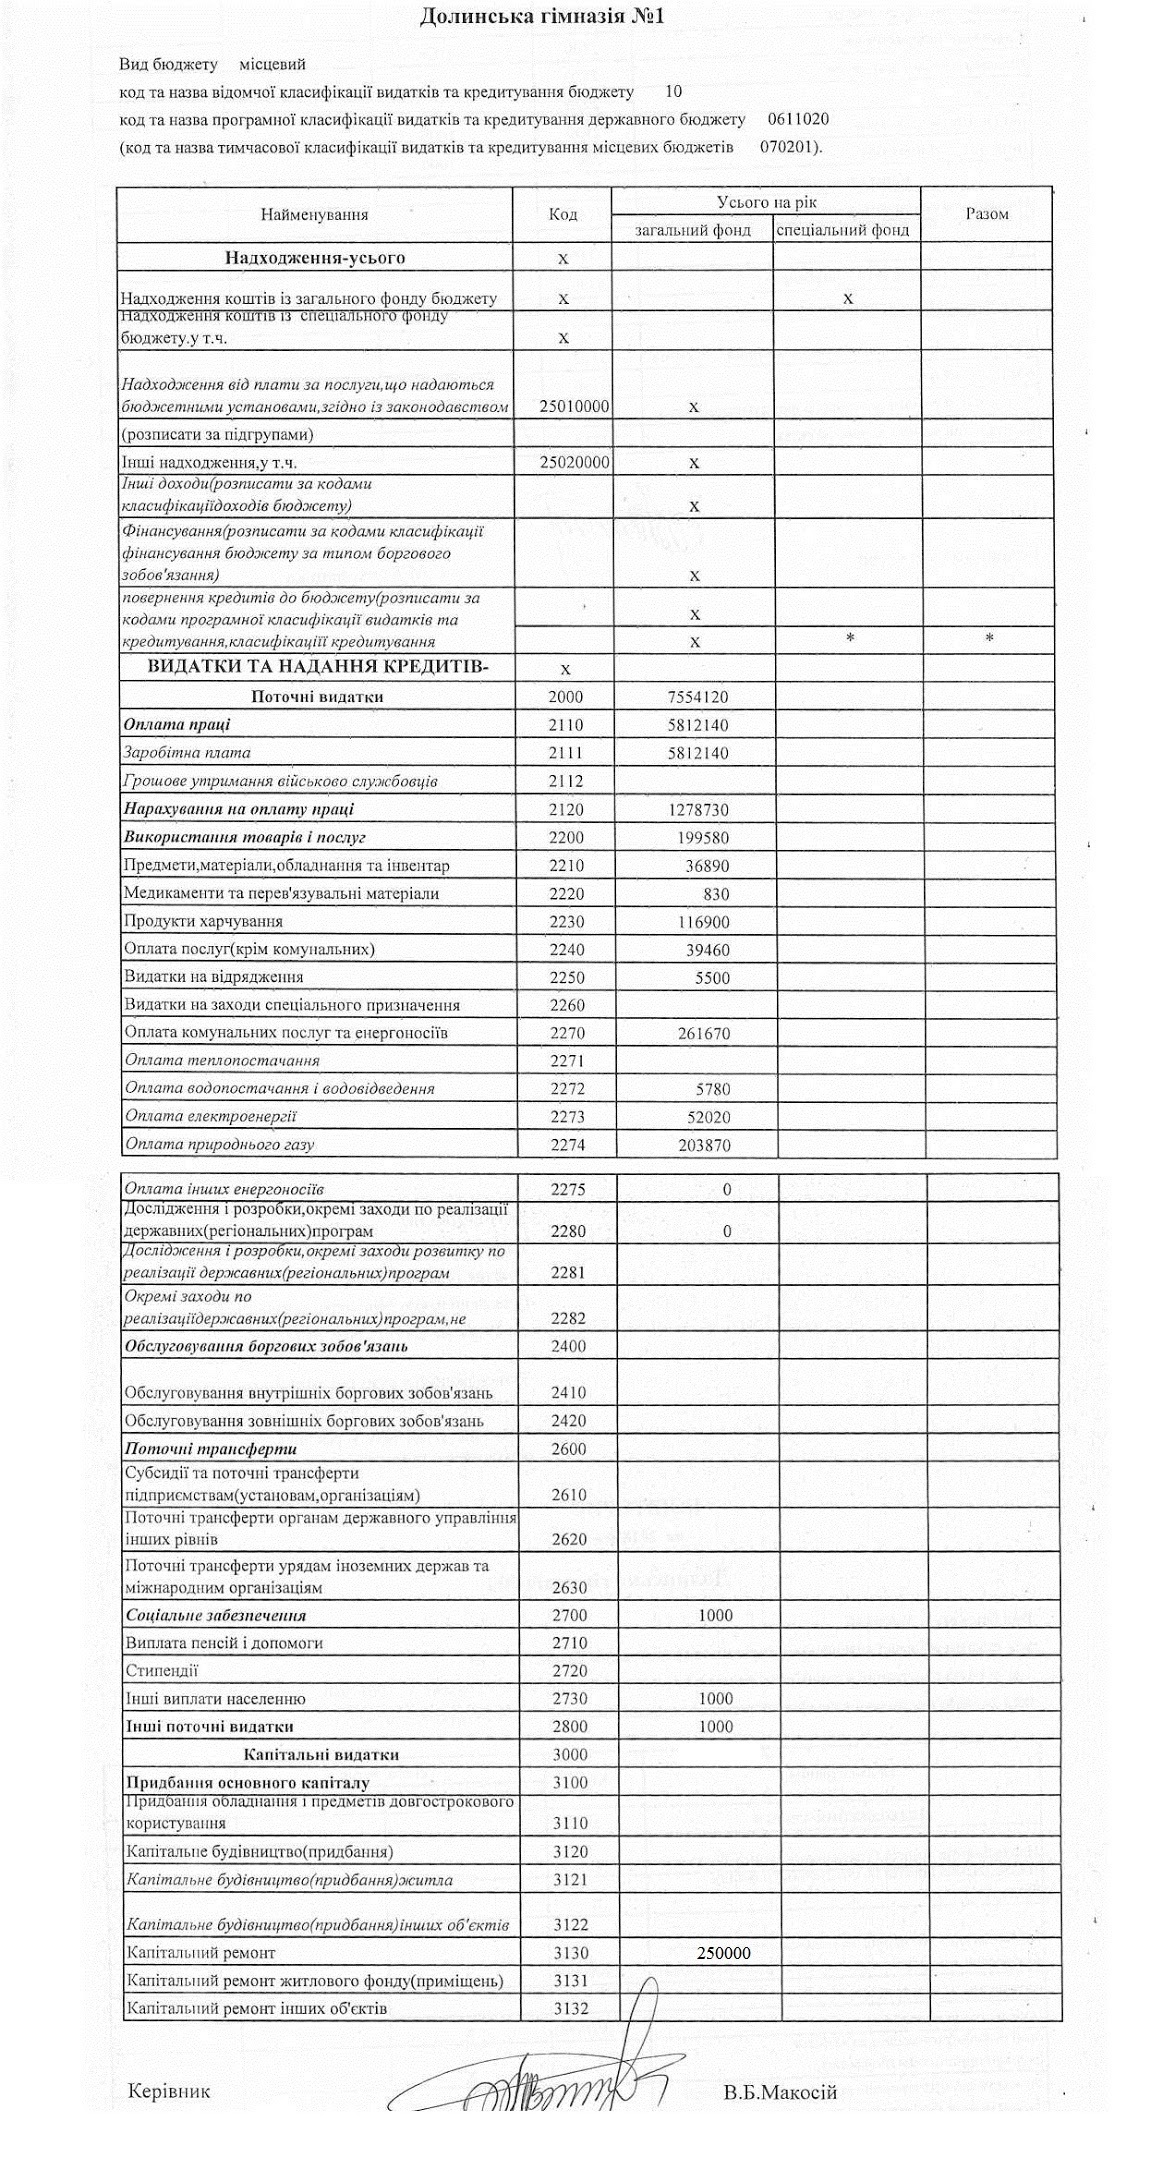 Долинська гімназія №1
Вид бюджету місцевий
код та назва відомчої класифікації видатків та кредитування бюджету 10
код та назва програмної класифікації видатків та кредитування державного бюджету 0611020
(код та назва тимчасової класифікації видатків та кредитування місцевих бюджетів 070201).
Найменування Код Усього на рік Разом
загальний фонд спеціальний фонд
Надходження-усього х
Надходження коштів із загального фонду бюджету х х
Надходження коштів із спеціального фонду
бюджету.у т.ч. х
Надходження від плати за послуги,що надаються
бюджетними установами,згідно із законодавством 25010000 х
(розписати за підгрупами)
Інші надходження,у т.ч. 25020000 х
Інші доходи(розписати за кодами
класифікаціїдоходів бюджету) х
Фінансування(розписати за кодами класифікації
фінансування бюджету за типом боргового
зобов'язання) х
повернення кредитів до бюджету(розписати за
кодами програмної класифікації видатків та х
кредитування,класифікаціїї кредитування х * *
ВИДАТКИ ТА НАДАННЯ КРЕДИТІВ- х
Поточні видатки 2000 7554120
Оплата праці 2110 5812140
Заробітна плата 2111 5812140
Грошове утримання військово службовців 2112
Нарахування на оплату праці 2120 1278730
Використання товарів і послуг 2200 199580
Предмети,матеріали,обладнання та інвентар 2210 36890
Медикаменти та перев'язувальні матеріали 2220 830
Продукти харчування 2230 116900
Оплата послуг(крім комунальних) 2240 39460
Видатки на відрядження 2250 5500
Видатки на заходи спеціального призначення 2260
Оплата комунальних послуг та енергоносіїв 2270 261670
Оплата теплопостачання 2271
Оплата водопостачання і водовідведення 2272 5780
Оплата електроенергії 2273 52020
Оплата природнього газу 2274 203870
Оплата інших енергоносіїв 2275 0
Дослідження і розробки,окремі заходи по реалізації
державних(регіональних)програм 2280 0
Дослідження і розробки,окремі заходи розвитку по
реалізації державних(регіональних)програм 2281
Окремі заходи по
реалізаціїдержавних(регіональних)програм,не 2282
Обслуговування боргових зобов'язань 2400
Обслуговування внутрішніх боргових зобов'язань 2410
Обслуговування зовнішніх боргових зобов'язань 2420
Поточні трансферти 2600
Субсидії та поточні трансферти
підприємствам(установам,організаціям) 2610
Поточні трансферти органам державного управління
інших рівнів 2620
Поточні трансферти урядам іноземних держав та
міжнародним організаціям 2630
Соціальне забезпечення 2700 1000
Виплата пенсій і допомоги 2710
Стипендії 2720
Інші виплати населенню 2730 1000
Інші поточні видатки 2800 1000
Капітальні видатки 3000
Придбання основного капіталу 3100
Придбання обладнання і предметів довгострокового
користування 3110
Капітальне будівництво(придбання) 3120
Капітальне будівництво(придбання)житла 3121
Капітальне будівництво(придбання)інших об'єктів 3122
Капітальний ремонт 3130 250000
Капітальний ремонт житлового фонду(приміщень) 3131
Капітальний ремонт інших об'єктів 3132
Керівник В.Б.Макосій